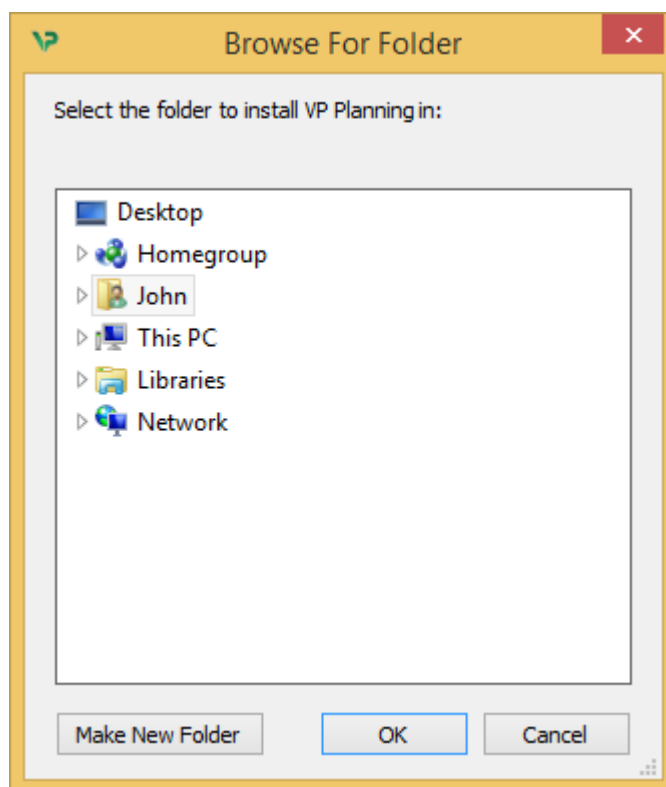 VP
Browse For Folder
Select the folder to install VP Planning in:
Desktop
Homegroup
John
This PC
Libraries
Network
Make New Folder
OK
Cancel